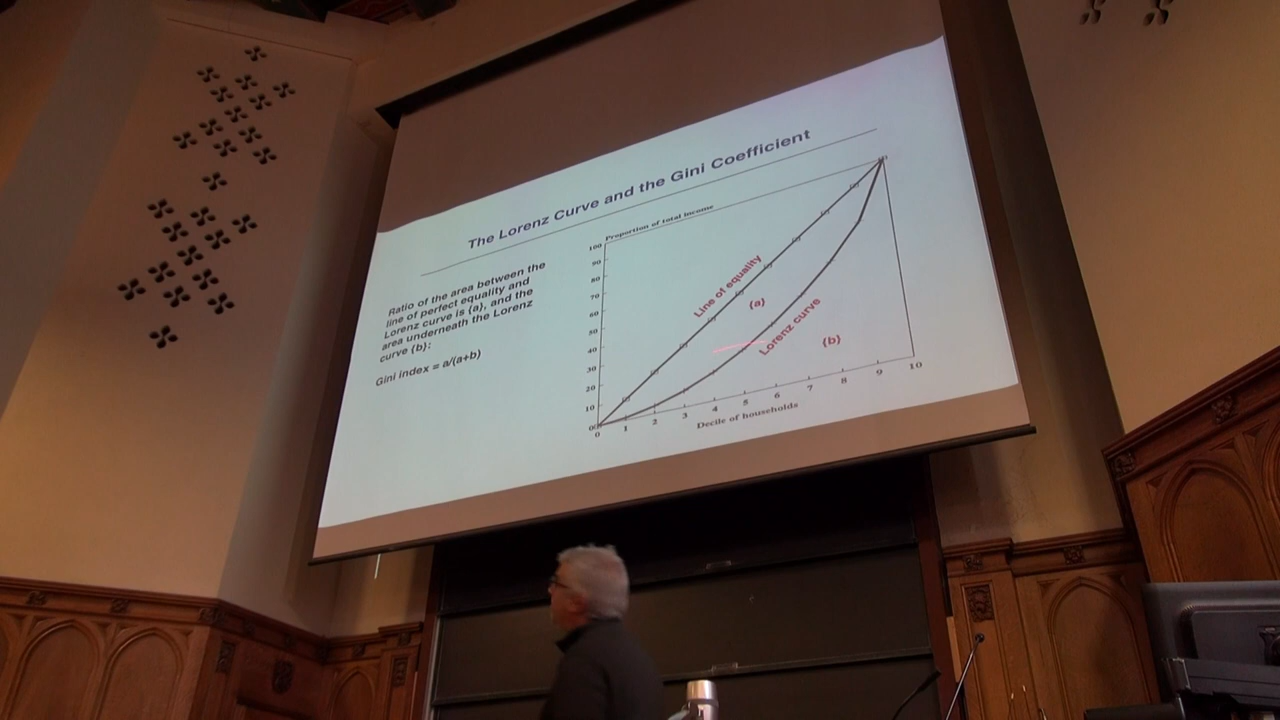 The Lorenz Curve and the Gini Coefficient
Ratio of the area between the
line of perfect equality and
Lorenz curve is (a), and the
area underneath the Lorenz
curve (b):
Gini index = a/(a+b)
Proportion of total income
100
90
80
70
60
50
40
30
20
10
0
0 1 2 3 4 5 6 7 8 9 10
Decile of households
Line of equality
(a)
Lorenz curve
(b)